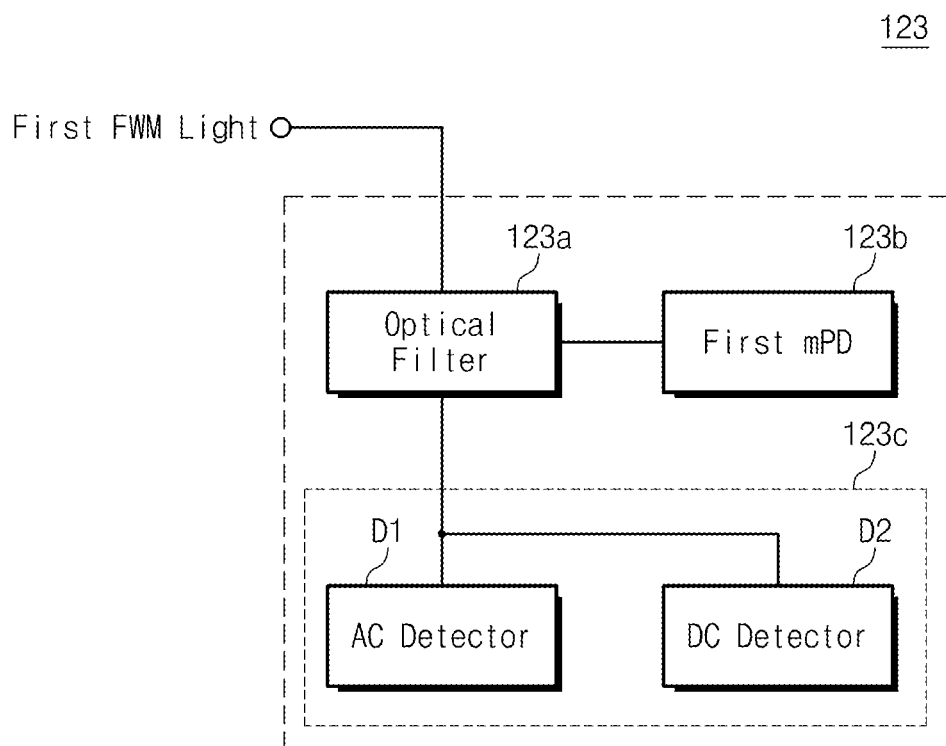 123
First FWM Light
123a
123b
Optical
Filter
First mPD
123c
D1
D2
AC Detector
DC Detector